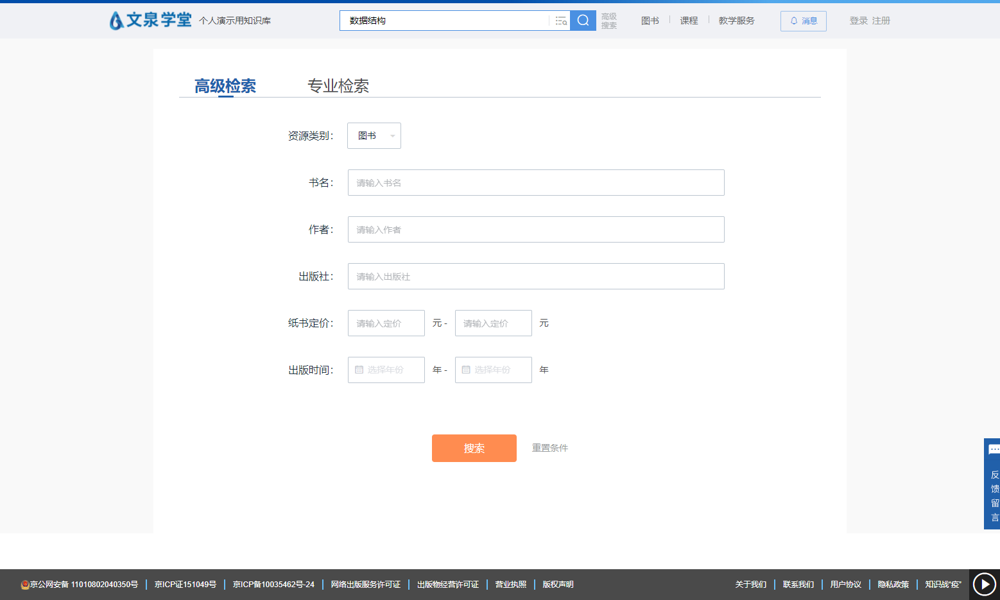 文泉学堂 个人演示用知识库 数据结构 高级搜索 图书 课程 教学服务 消息 登录 注册
高级检索 专业检索
资源类别： 图书
书名： 请输入书名
作者： 请输入作者
出版社： 请输入出版社
纸书定价： 请输入定价 元 - 请输入定价 元
出版时间： 选择年份 年 - 选择年份 年
搜索 重置条件
反馈留言
京公网安备 11010802040350号 京ICP证151049号 京ICP备10035462号-24 网络出版服务许可证 出版物经营许可证 营业执照 版权声明 关于我们 联系我们 用户协议 隐私政策 知识战“疫”